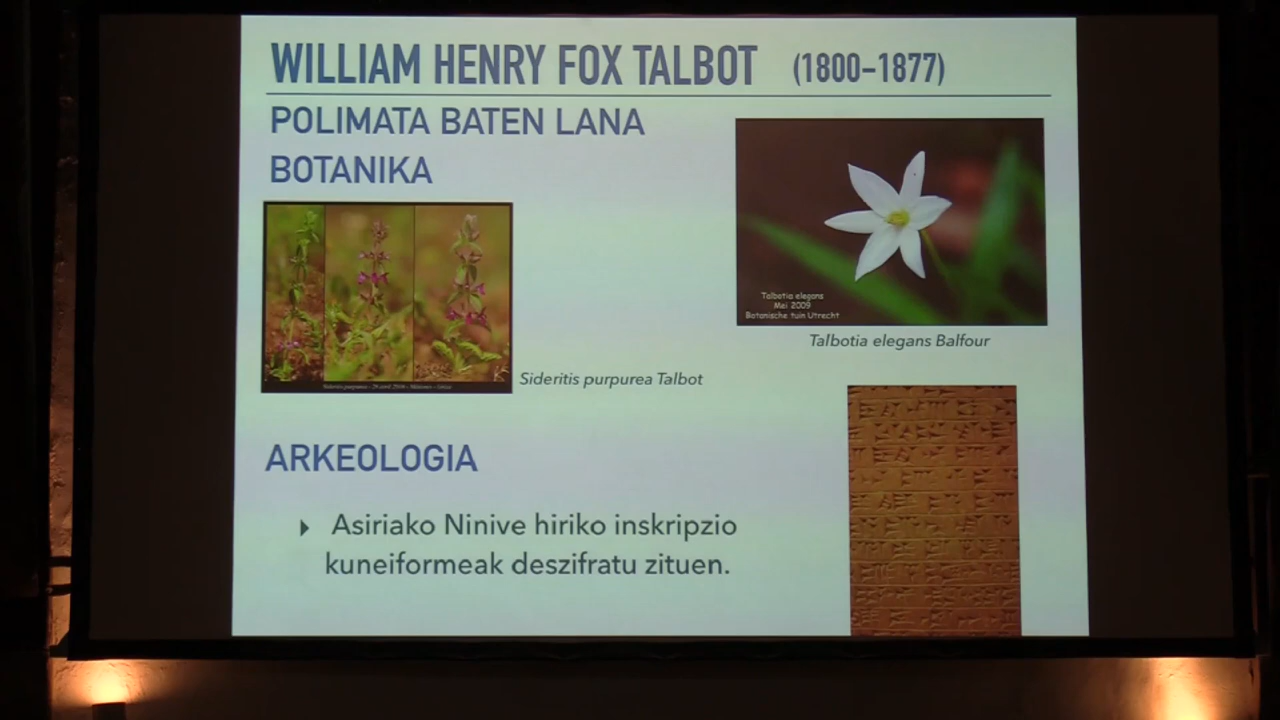 WILLIAM HENRY FOX TALBOT (1800–1877)
POLIMATA BATEN LANA
BOTANIKA
Talbotia elegans
Mei 2009
Botanische tuin Utrecht
Talbotia elegans Balfour
Sideritis purpurea Talbot
ARKEOLOGIA
Asiriako Ninive hiriko inskripzio
kuneiformeak deszifratu zituen.